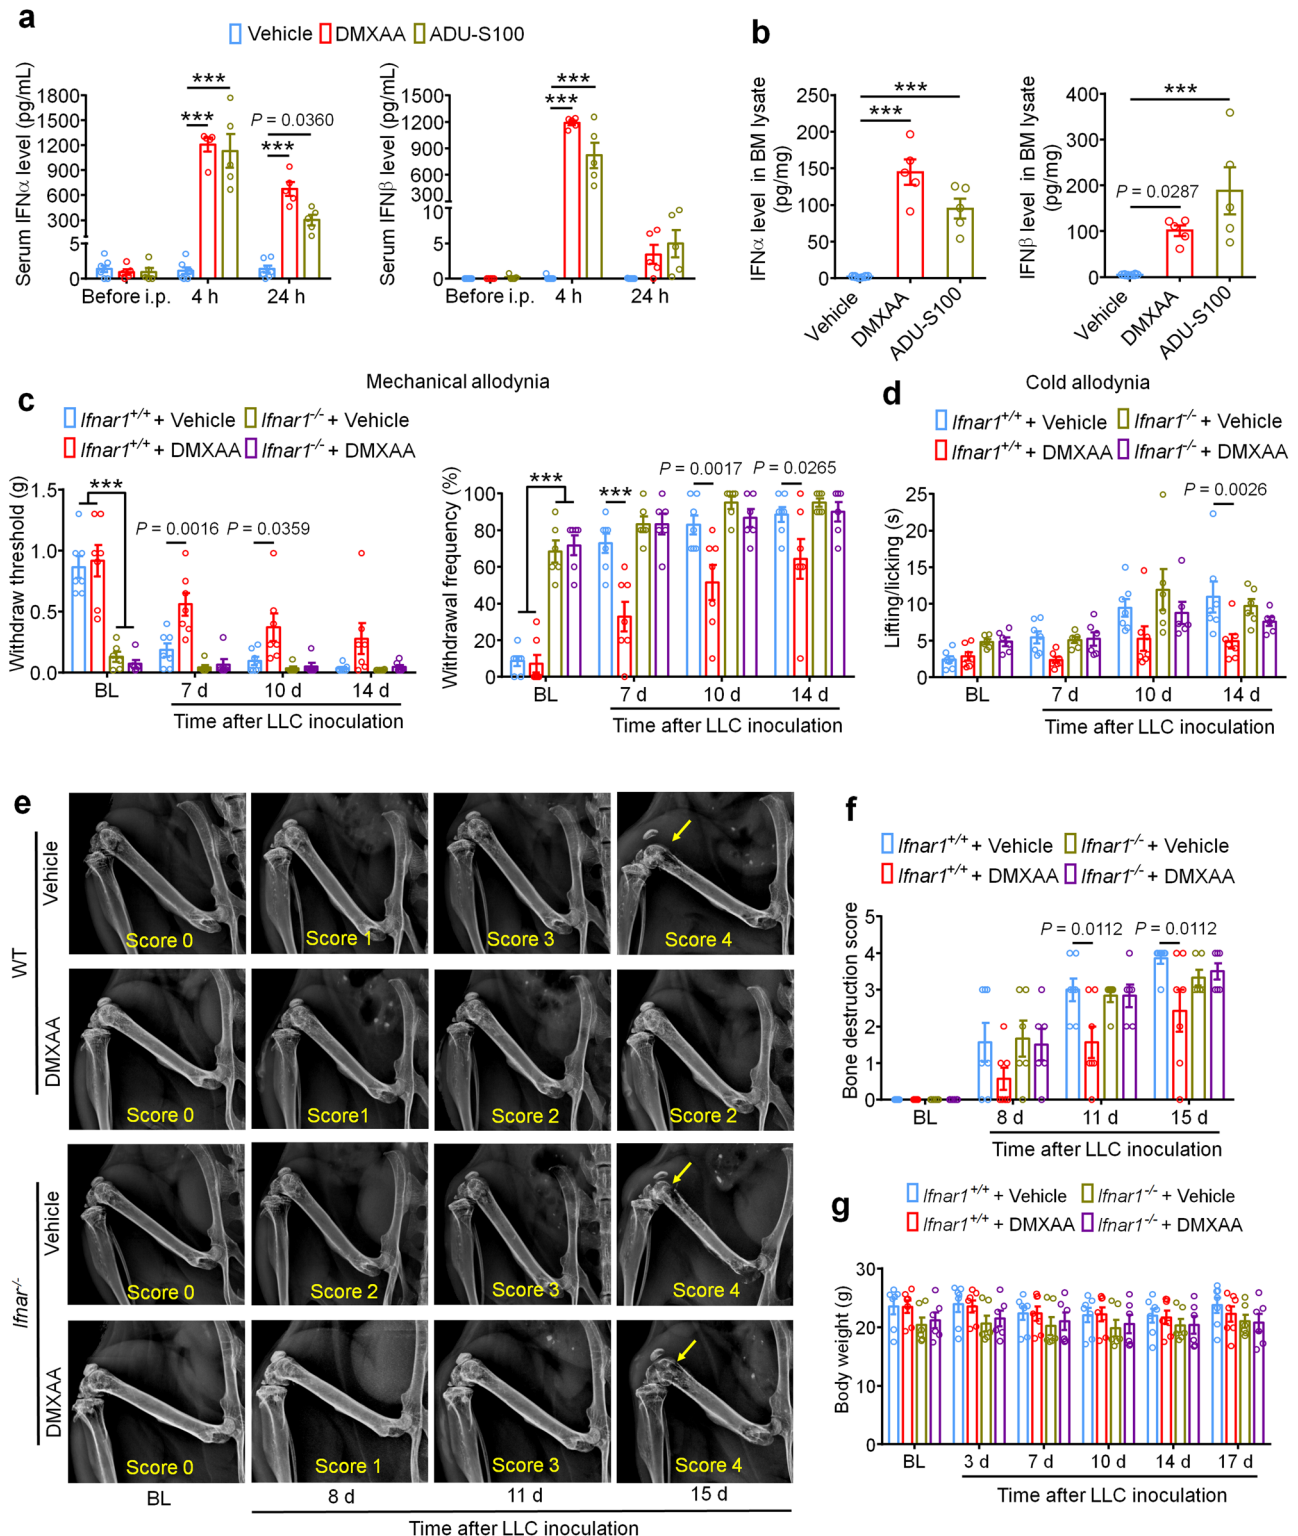 a
Vehicle DMXAA ADU-S100
Serum IFNα level (pg/mL)
1800
1500
1200
900
600
300
5
0
***
***
P = 0.0360
***
Before i.p. 4 h 24 h
Serum IFNβ level (pg/mL)
1500
1200
900
600
300
10
5
0
***
***
Before i.p. 4 h 24 h
b
IFNα level in BM lysate
(pg/mg)
250
200
150
100
50
0
***
***
Vehicle
DMXAA
ADU-S100
IFNβ level in BM lysate
(pg/mg)
400
300
200
100
0
***
P = 0.0287
Vehicle
DMXAA
ADU-S100
Mechanical allodynia
c
Ifnar1+/+ + Vehicle Ifnar1-/- + Vehicle
Ifnar1+/+ + DMXAA Ifnar1-/- + DMXAA
Withdraw threshold (g)
1.5
1.0
0.5
0.0
***
P = 0.0016 P = 0.0359
BL 7 d 10 d 14 d
Time after LLC inoculation
Withdrawal frequency (%)
100
80
60
40
20
0
***
***
P = 0.0017 P = 0.0265
BL 7 d 10 d 14 d
Time after LLC inoculation
d
Cold allodynia
Ifnar1+/+ + Vehicle Ifnar1-/- + Vehicle
Ifnar1+/+ + DMXAA Ifnar1-/- + DMXAA
Lifting/licking (s)
25
20
15
10
5
0
P = 0.0026
BL 7 d 10 d 14 d
Time after LLC inoculation
e
WT
Vehicle
Score 0 Score 1 Score 3 Score 4
DMXAA
Score 0 Score1 Score 2 Score 2
Ifnar-/-
Vehicle
Score 0 Score 2 Score 3 Score 4
DMXAA
Score 0 Score 1 Score 3 Score 4
BL 8 d 11 d 15 d
Time after LLC inoculation
f
Ifnar1+/+ + Vehicle Ifnar1-/- + Vehicle
Ifnar1+/+ + DMXAA Ifnar1-/- + DMXAA
Bone destruction score
5
4
3
2
1
0
P = 0.0112 P = 0.0112
BL 8 d 11 d 15 d
Time after LLC inoculation
g
Ifnar1+/+ + Vehicle Ifnar1-/- + Vehicle
Ifnar1+/+ + DMXAA Ifnar1-/- + DMXAA
Body weight (g)
30
20
10
0
BL 3 d 7 d 10 d 14 d 17 d
Time after LLC inoculation